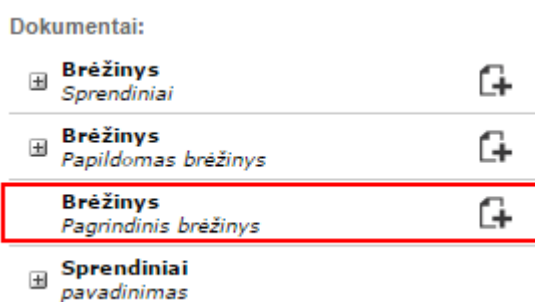 Dokumentai:
Brėžinys
Sprendiniai
Brėžinys
Papildomas brėžinys
Brėžinys
Pagrindinis brėžinys
Sprendiniai
pavadinimas